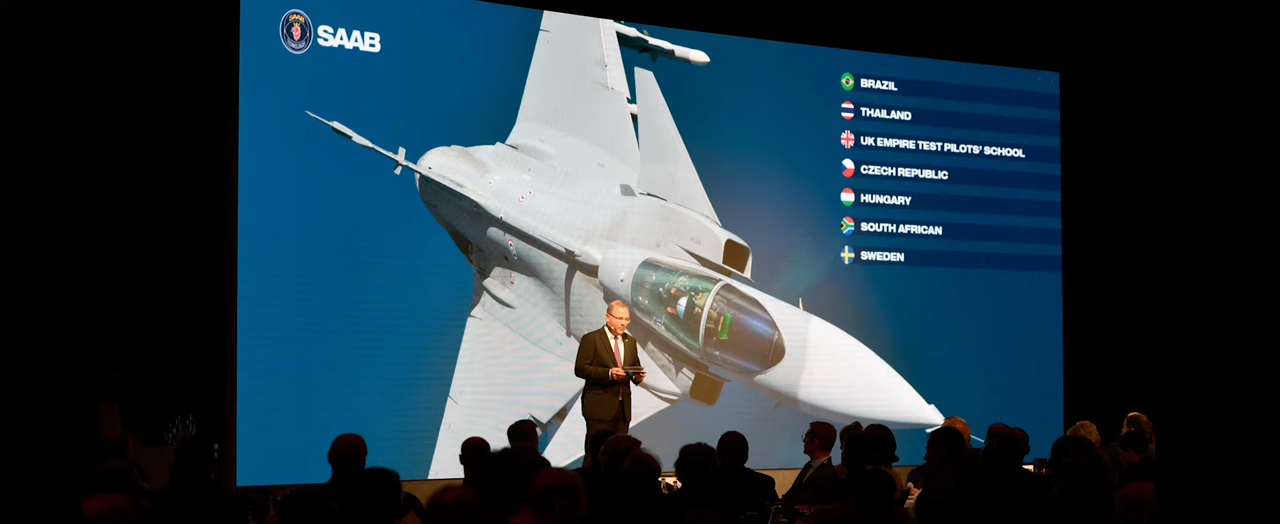 SAAB
BRAZIL
THAILAND
UK EMPIRE TEST PILOTS' SCHOOL
CZECH REPUBLIC
HUNGARY
SOUTH AFRICAN
SWEDEN